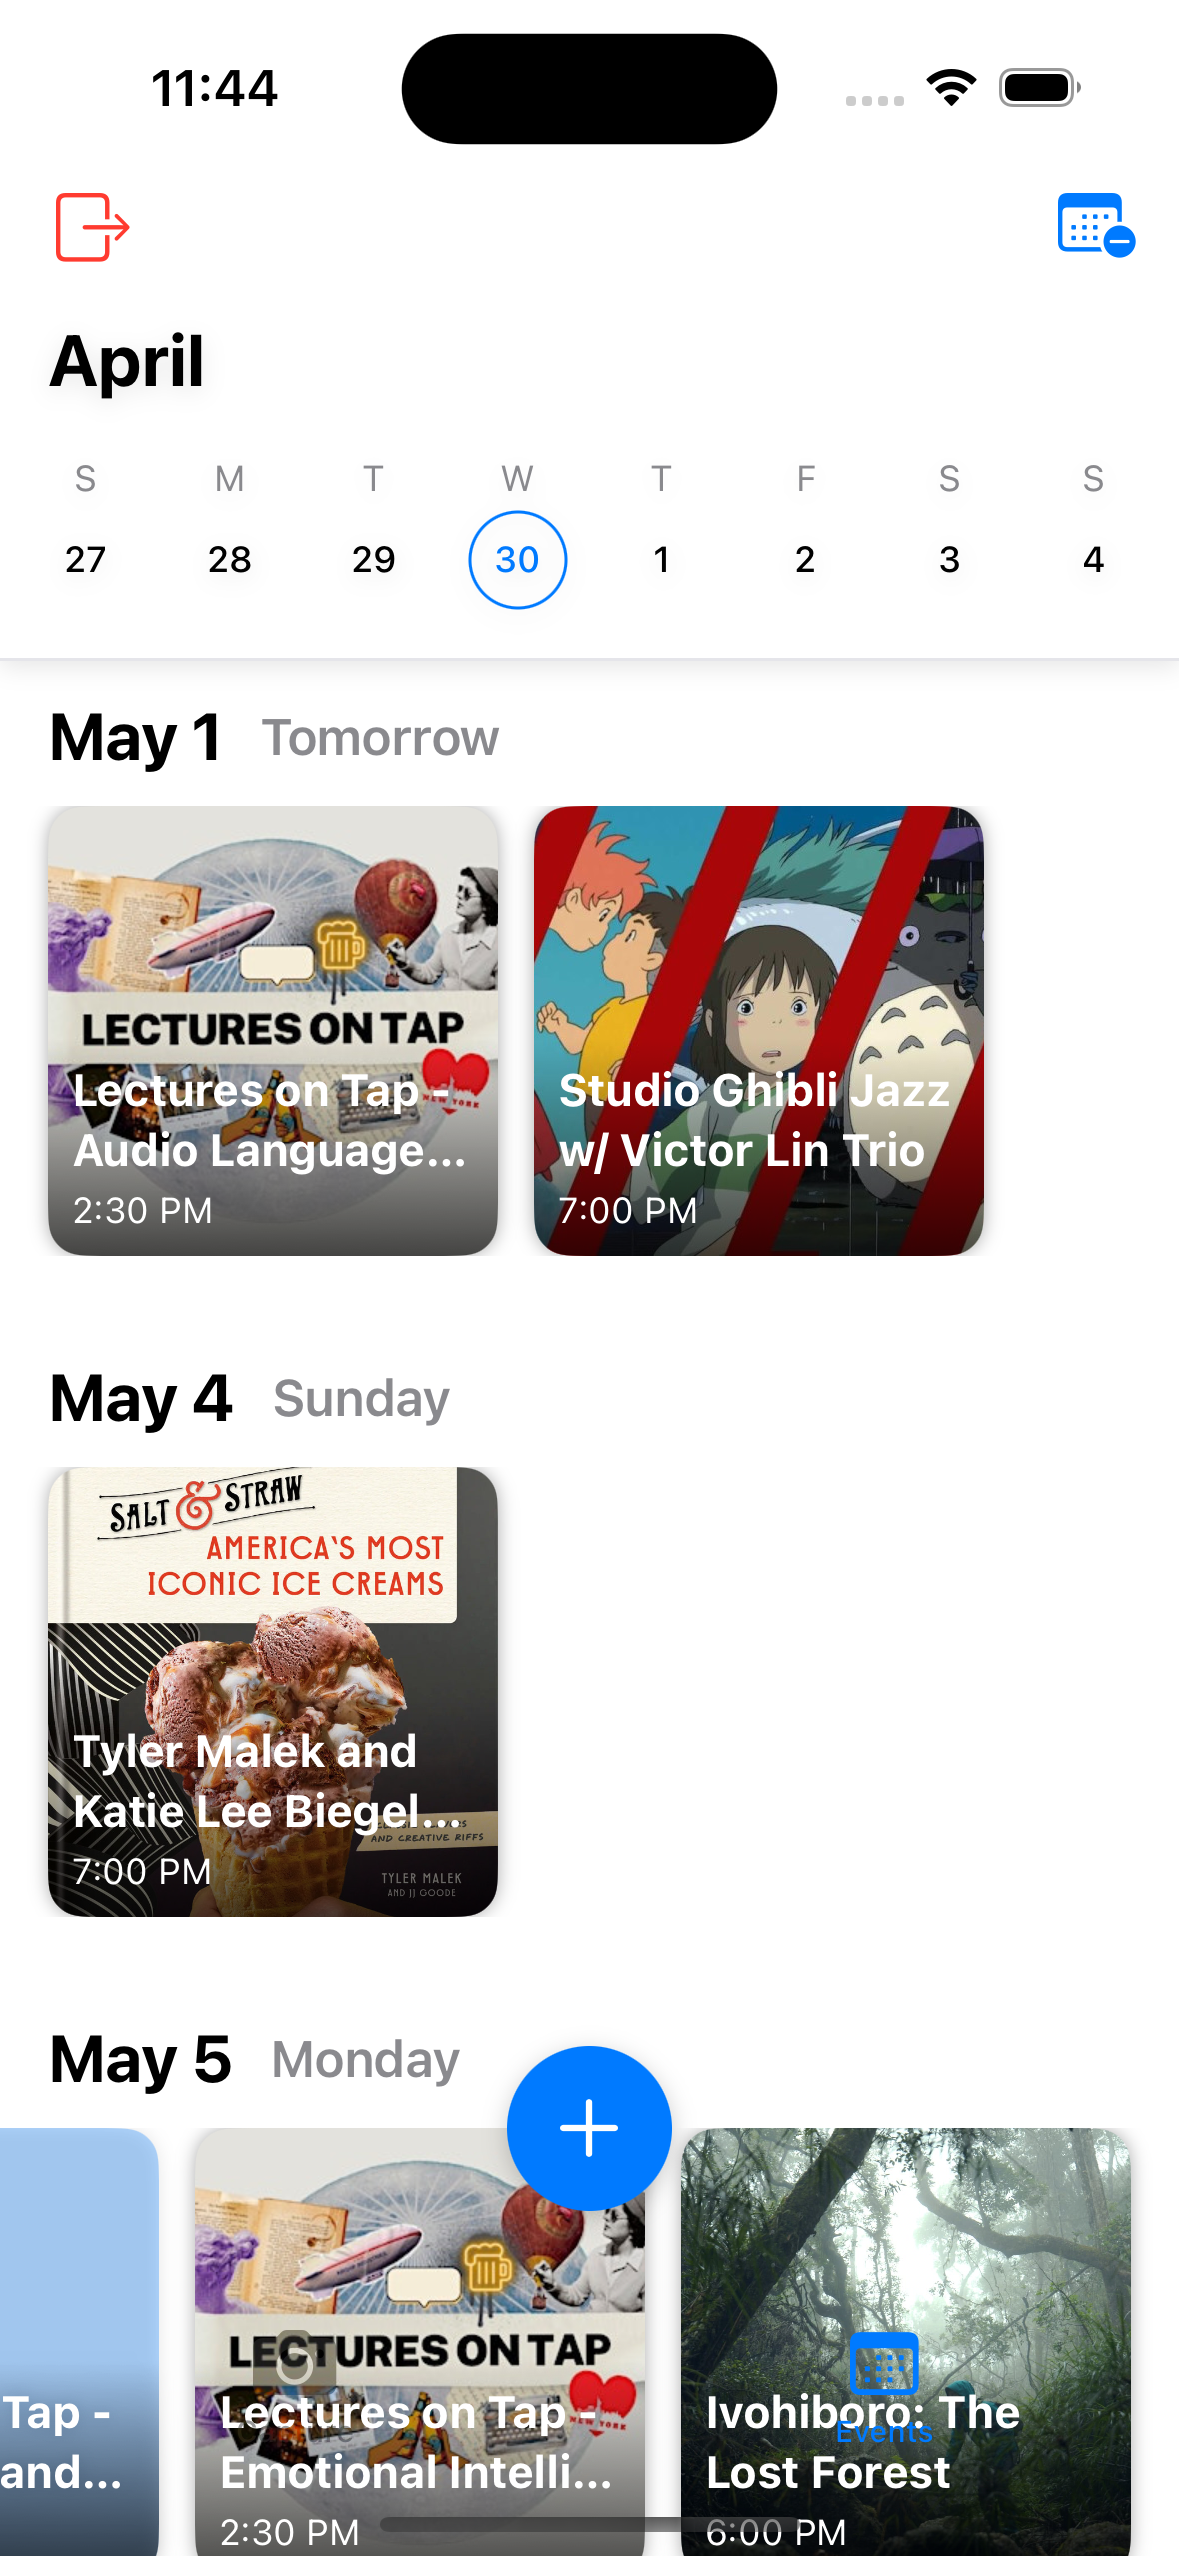 11:44
April
S M T W T F S S
27 28 29 30 1 2 3 4
May 1 Tomorrow
LECTURES ON TAP
NEW YORK
Lectures on Tap -
Audio Language...
2:30 PM
Studio Ghibli Jazz
w/ Victor Lin Trio
7:00 PM
May 4 Sunday
SALT & STRAW
AMERICA'S MOST
ICONIC ICE CREAMS
Tyler Malek and
Katie Lee Biegel...
AND CREATIVE RIFFS
7:00 PM
TYLER MALEK
AND JJ GOODE
May 5 Monday
Tap -
and...
LECTURES ON TAP
NEW YORK
Lectures on Tap -
Emotional Intelli...
2:30 PM
Ivohiboro: The
Events
Lost Forest
6:00 PM